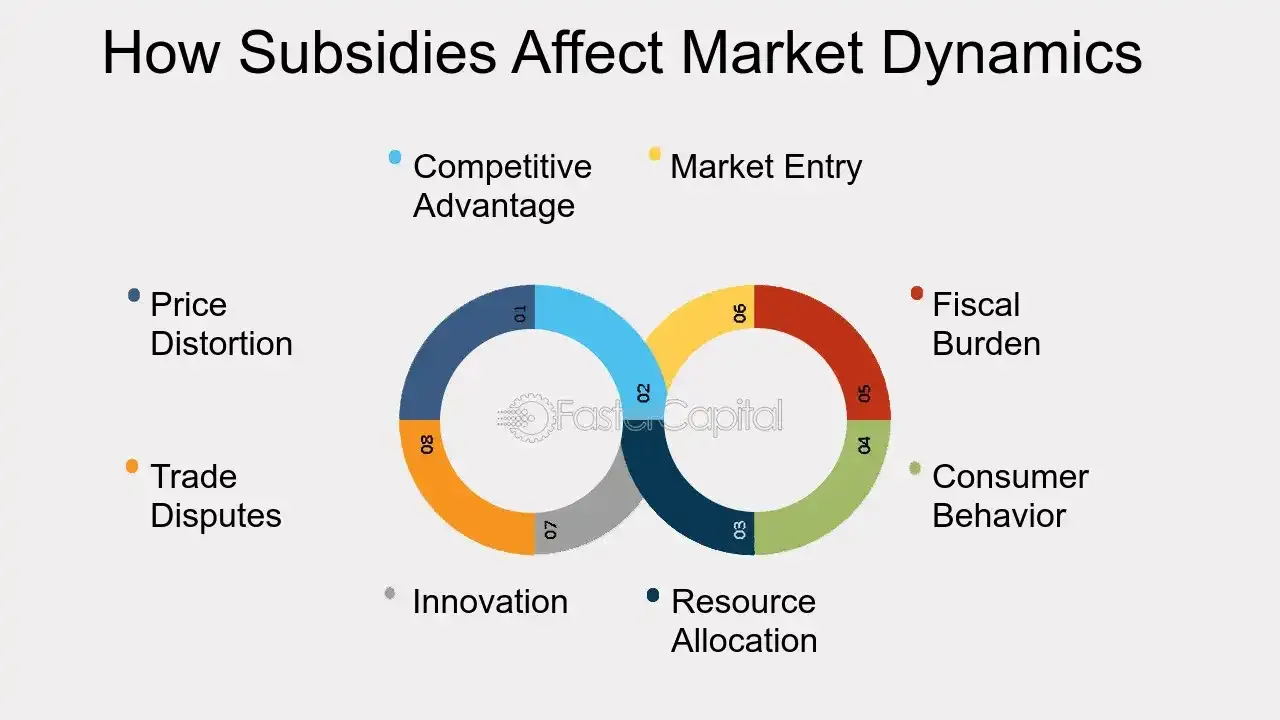 How Subsidies Affect Market Dynamics
Competitive
Advantage
Market Entry
Price
Distortion
Fiscal
Burden
01
06
02
05
FasterCapital
08
04
07
03
Trade
Disputes
Consumer
Behavior
Innovation
Resource
Allocation